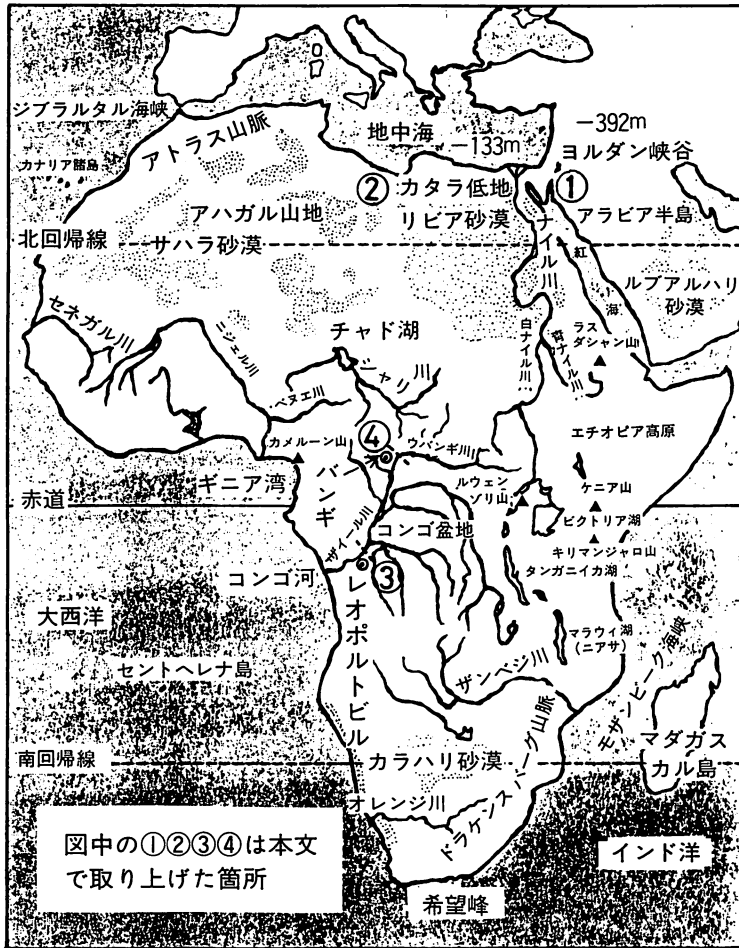 ジブラルタル海峡
アトラス山脈
地中海
−133m
−392m
ヨルダン峡谷
カナリア諸島
②
カタラ低地
①
アハガル山地
リビア砂漠
ナイル川
アラビア半島
北回帰線
サハラ砂漠
紅海
ルブアルハリ
砂漠
セネガル川
ニジェル川
チャド湖
シャリ川
白ナイル川
青ナイル川
ラス
ダシャン山
ベヌエ川
④
カメルーン山
ウバンギ川
エチオピア高原
バンギ
ギニア湾
ルウェン
ゾリ山
ケニア山
赤道
ザイール川
コンゴ盆地
ビクトリア湖
キリマンジャロ山
コンゴ河
③
タンガニイカ湖
レオポルトビル
大西洋
マラウィ湖
(ニアサ)
セントヘレナ島
ザンベジ川
モザンビーク海峡
マダガス
カル島
南回帰線
カラハリ砂漠
オレンジ川
ドラケンスバーグ山脈
図中の①②③④は本文
で取り上げた箇所
インド洋
希望峰